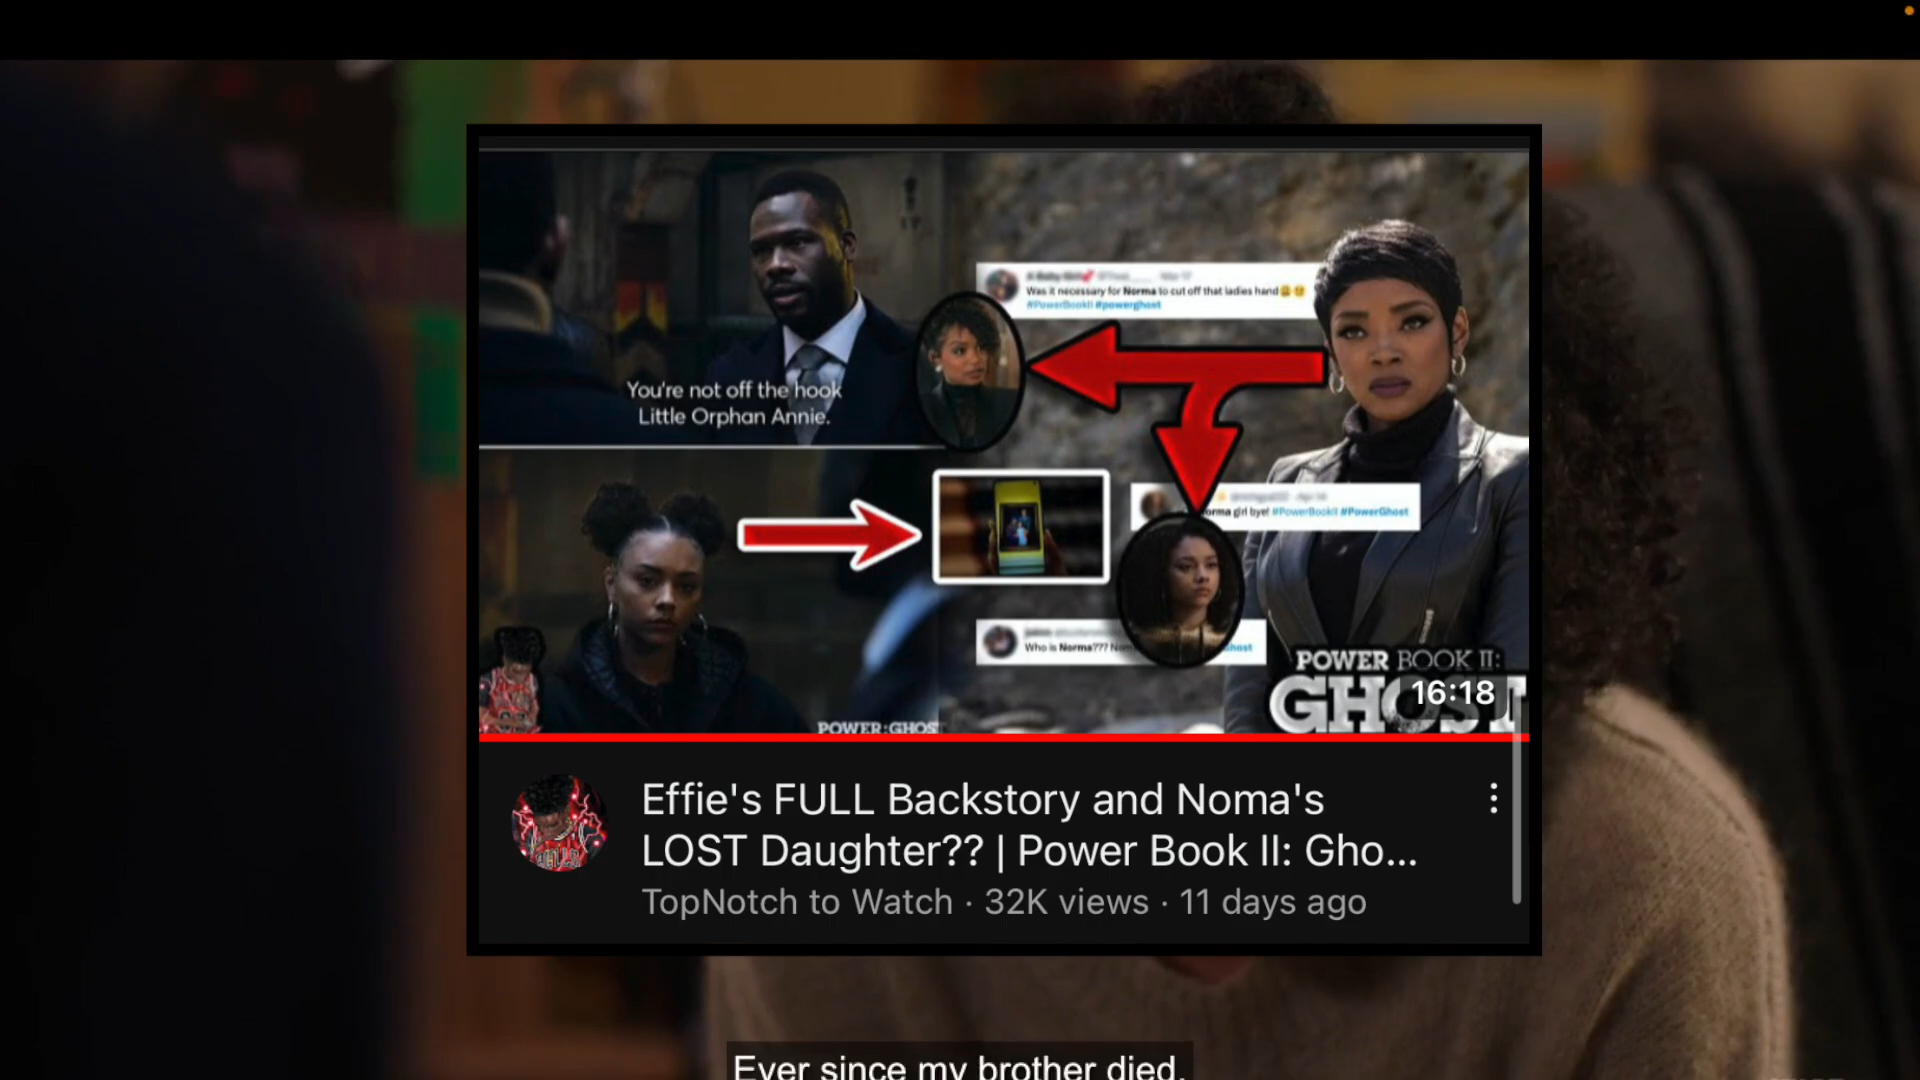 You're not off the hook
Little Orphan Annie.
Was it necessary for Norma to cut off that ladies hand
#PowerBookII #powerghost
orma girl bye! #PowerBookII #PowerGhost
Who is Norma???
host
POWER BOOK II:
GHOST
16:18
POWER:GHOST
Effie's FULL Backstory and Noma's
LOST Daughter?? | Power Book II: Gho...
TopNotch to Watch · 32K views · 11 days ago
Ever since my brother died,